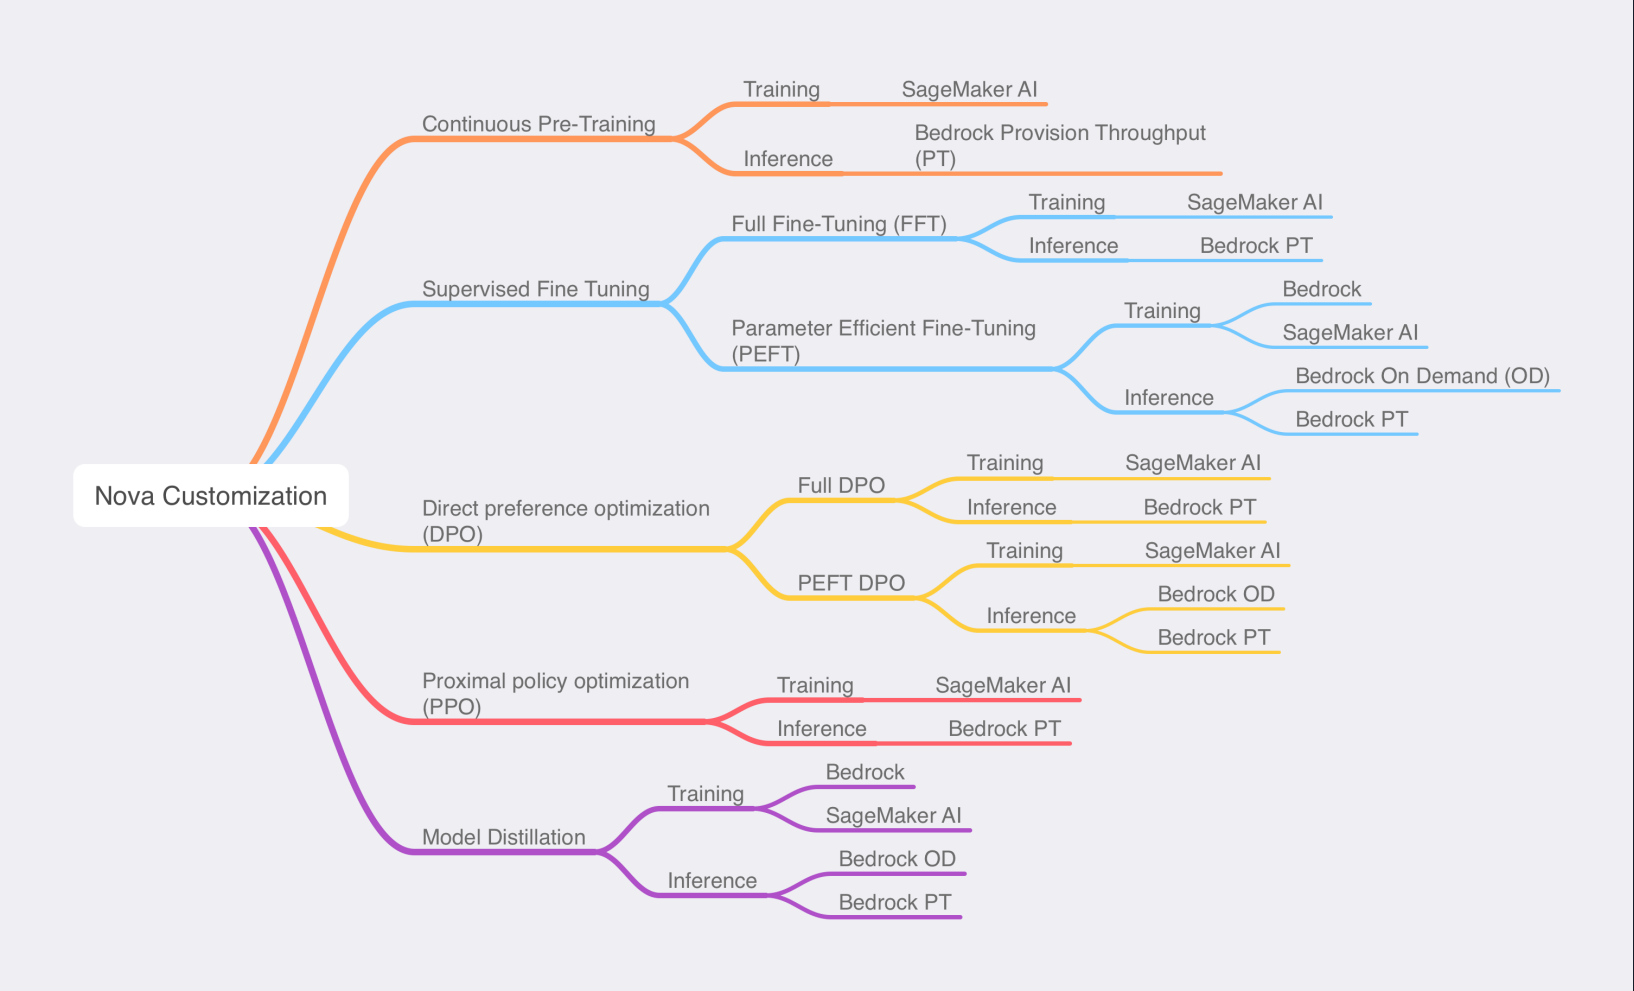 Nova Customization
Continuous Pre-Training
Training
SageMaker AI
Inference
Bedrock Provision Throughput
(PT)
Supervised Fine Tuning
Full Fine-Tuning (FFT)
Training
SageMaker AI
Inference
Bedrock PT
Parameter Efficient Fine-Tuning
(PEFT)
Training
Bedrock
SageMaker AI
Inference
Bedrock On Demand (OD)
Bedrock PT
Direct preference optimization
(DPO)
Full DPO
Training
SageMaker AI
Inference
Bedrock PT
PEFT DPO
Training
SageMaker AI
Inference
Bedrock OD
Bedrock PT
Proximal policy optimization
(PPO)
Training
SageMaker AI
Inference
Bedrock PT
Model Distillation
Training
Bedrock
SageMaker AI
Inference
Bedrock OD
Bedrock PT